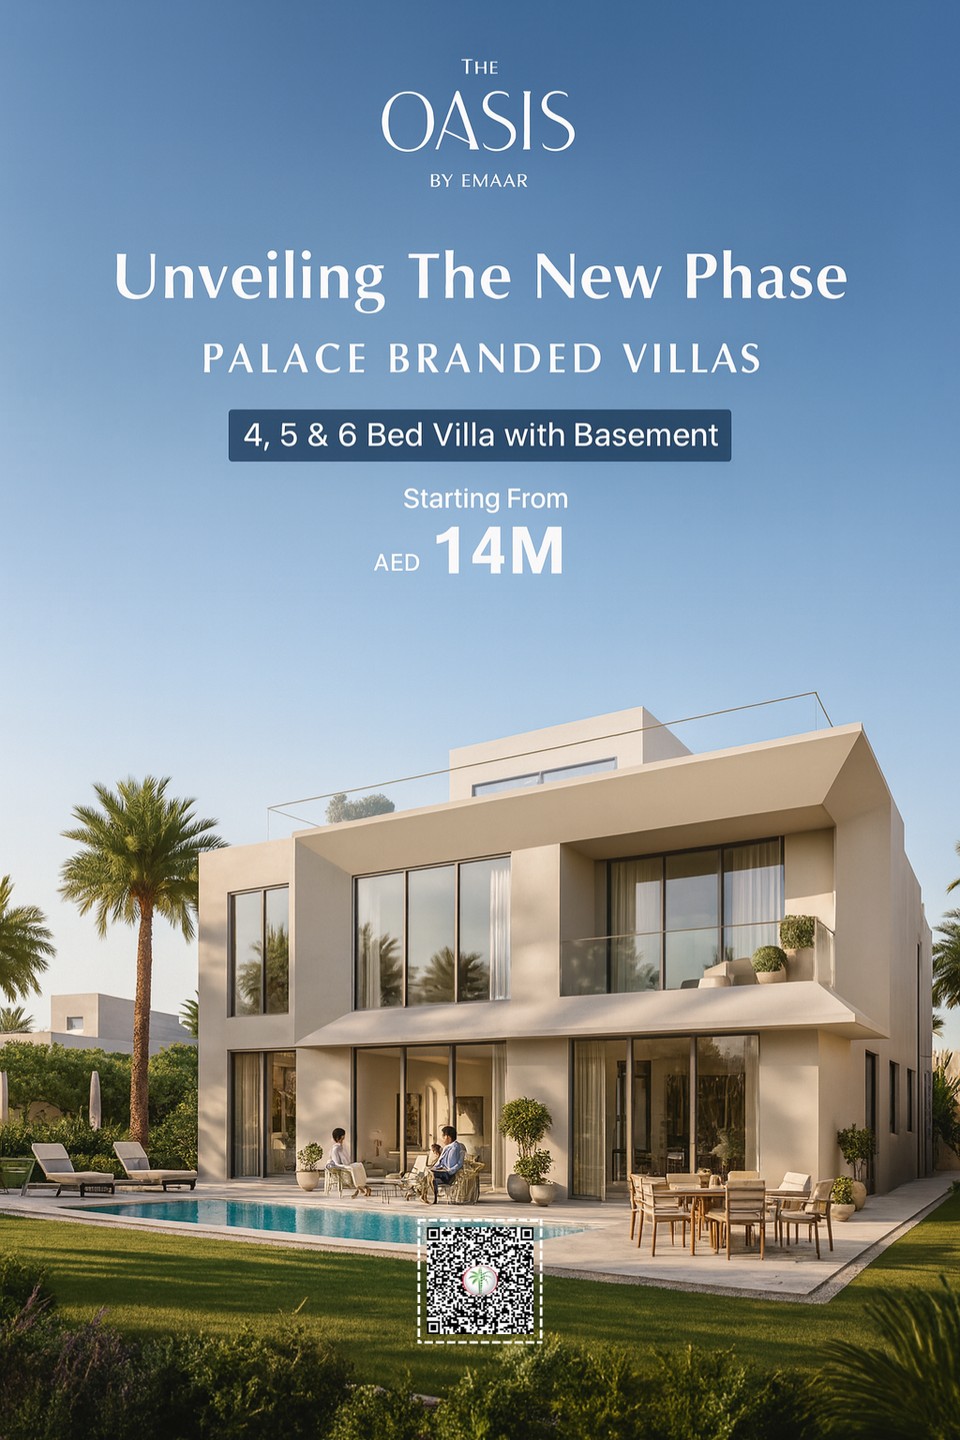 THE
OASIS
BY EMAAR
Unveiling The New Phase
PALACE BRANDED VILLAS
4, 5 & 6 Bed Villa with Basement
Starting From
AED 14M